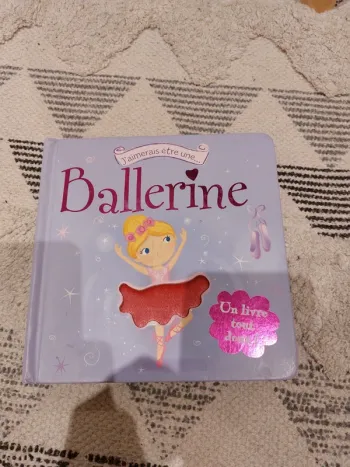 J'aimerais être une...
Ballerine
Un livre
tout
doux